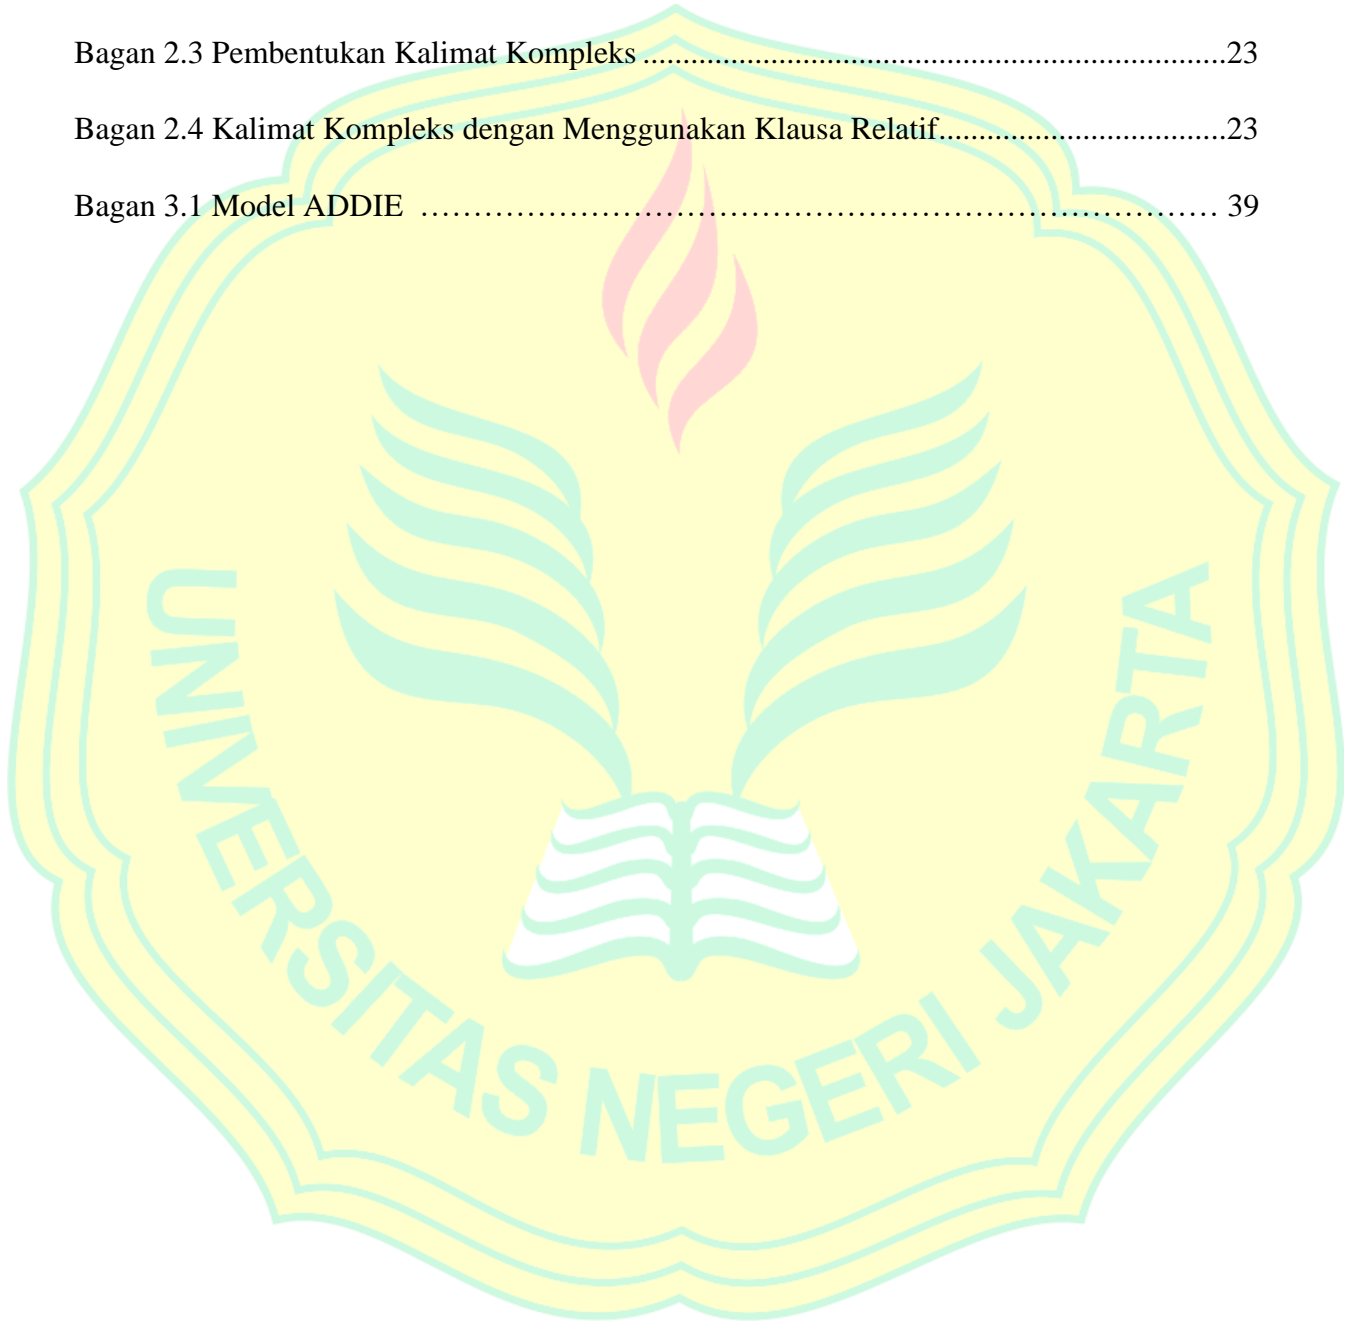 Bagan 2.3 Pembentukan Kalimat Kompleks .........................................................................23
Bagan 2.4 Kalimat Kompleks dengan Menggunakan Klausa Relatif....................................23
Bagan 3.1 Model ADDIE ……………………………………………………………………… 39
UNIVERSITAS NEGERI JAKARTA